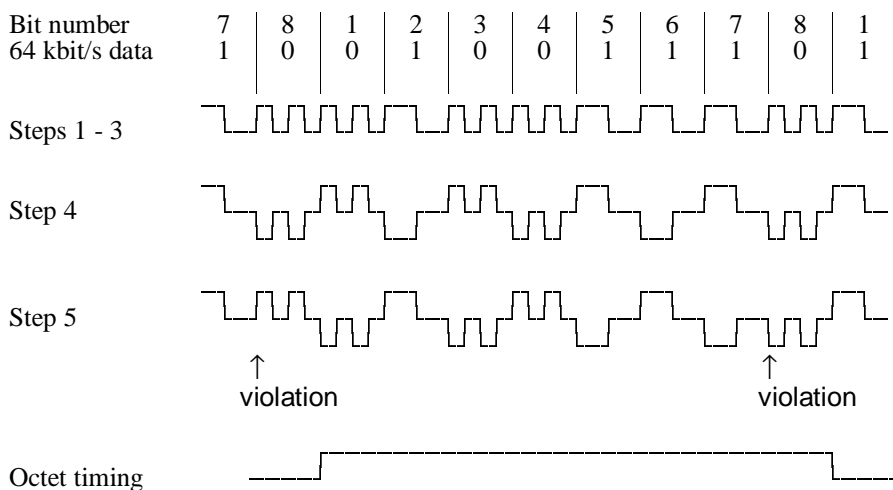 Bit number 7 8 1 2 3 4 5 6 7 8 1
64 kbit/s data 1 0 0 1 0 0 1 1 1 0 1
Steps 1 - 3
Step 4
Step 5
↑ ↑
violation violation
Octet timing